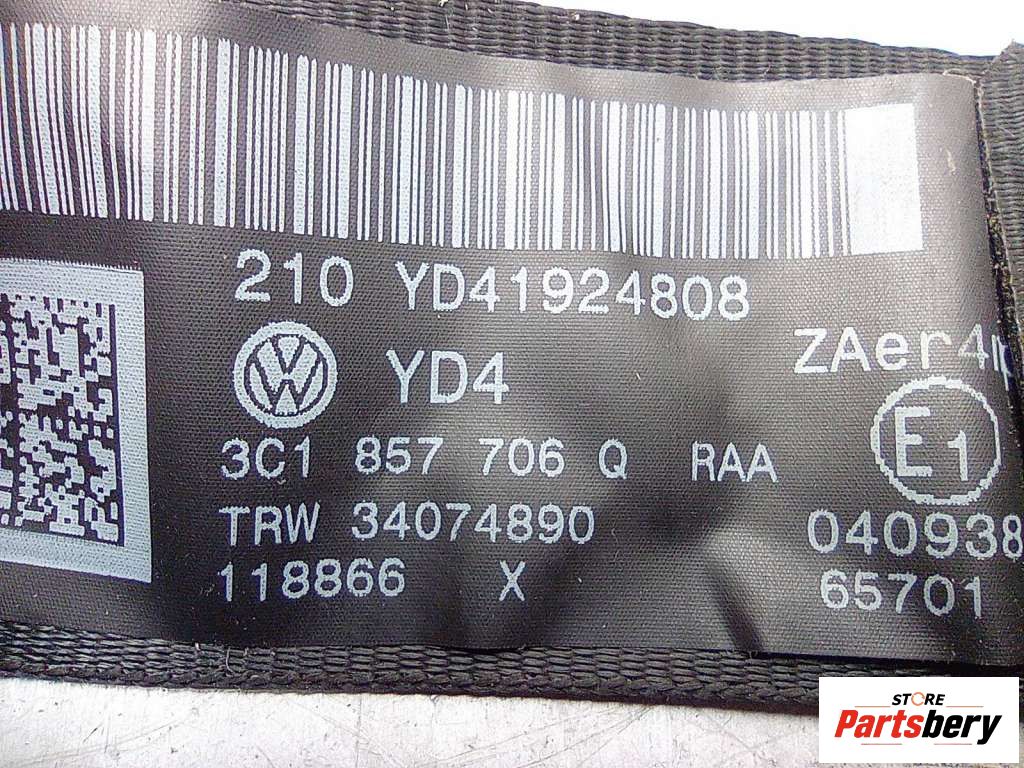 210 YD41924808
YD4
ZAer4
3C1 857 706 Q RAA
E1
TRW 34074890
040938
118866 X
65701
STORE
Partsbery